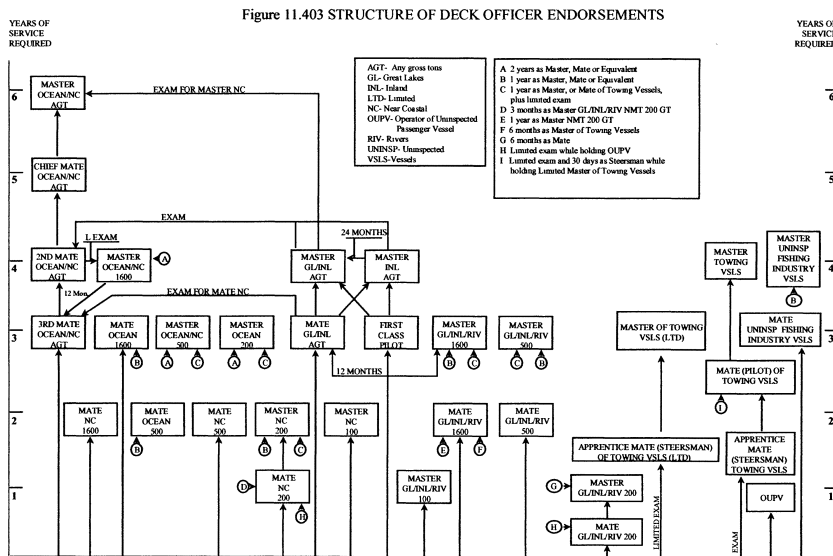 Figure 11.403 STRUCTURE OF DECK OFFICER ENDORSEMENTS
YEARS OF
SERVICE
REQUIRED
YEARS OF
SERVICE
REQUIRED
AGT- Any gross tons
GL- Great Lakes
INL- Inland
LTD- Limited
NC- Near Coastal
OUPV- Operator of Uninspected
Passenger Vessel
RIV- Rivers
UNINSP- Uninspected
VSLS-Vessels
A 2 years as Master, Mate or Equivalent
B 1 year as Master, Mate or Equivalent
C 1 year as Master, or Mate of Towing Vessels,
plus limited exam
D 3 months as Master GL/INL/RIV NMT 200 GT
E 1 year as Master NMT 200 GT
F 6 months as Master of Towing Vessels
G 6 months as Mate
H Limited exam while holding OUPV
I Limited exam and 30 days as Steersman while
holding Limited Master of Towing Vessels
6
MASTER
OCEAN/NC
AGT
EXAM FOR MASTER NC
6
5
CHIEF MATE
OCEAN/NC
AGT
5
EXAM
L EXAM
24 MONTHS
4
2ND MATE
OCEAN/NC
AGT
MASTER
OCEAN/NC
1600
A
MASTER
GL/INL
AGT
MASTER
INL
AGT
MASTER
TOWING
VSLS
MASTER
UNINSP
FISHING
INDUSTRY
VSLS
B
4
12 Mon.
EXAM FOR MATE NC
3
3RD MATE
OCEAN/NC
AGT
MATE
OCEAN
1600
B
MASTER
OCEAN/NC
500
A
C
MASTER
OCEAN
200
A
C
MATE
GL/INL
AGT
FIRST
CLASS
PILOT
MASTER
GL/INL/RIV
1600
B
C
MASTER
GL/INL/RIV
500
C
B
MASTER OF TOWING
VSLS (LTD)
MATE
UNINSP FISHING
INDUSTRY VSLS
3
12 MONTHS
MATE (PILOT) OF
TOWING VSLS
I
2
MATE
NC
1600
MATE
OCEAN
500
B
MATE
NC
500
MASTER
NC
200
B
C
MASTER
NC
100
MATE
GL/INL/RIV
1600
E
F
MATE
GL/INL/RIV
500
APPRENTICE MATE (STEERSMAN)
OF TOWING VSLS (LTD)
APPRENTICE
MATE
(STEERSMAN)
TOWING VSLS
2
1
D
MATE
NC
200
H
MASTER
GL/INL/RIV
100
G
MASTER
GL/INL/RIV 200
H
MATE
GL/INL/RIV 200
LIMITED EXAM
EXAM
OUPV
1